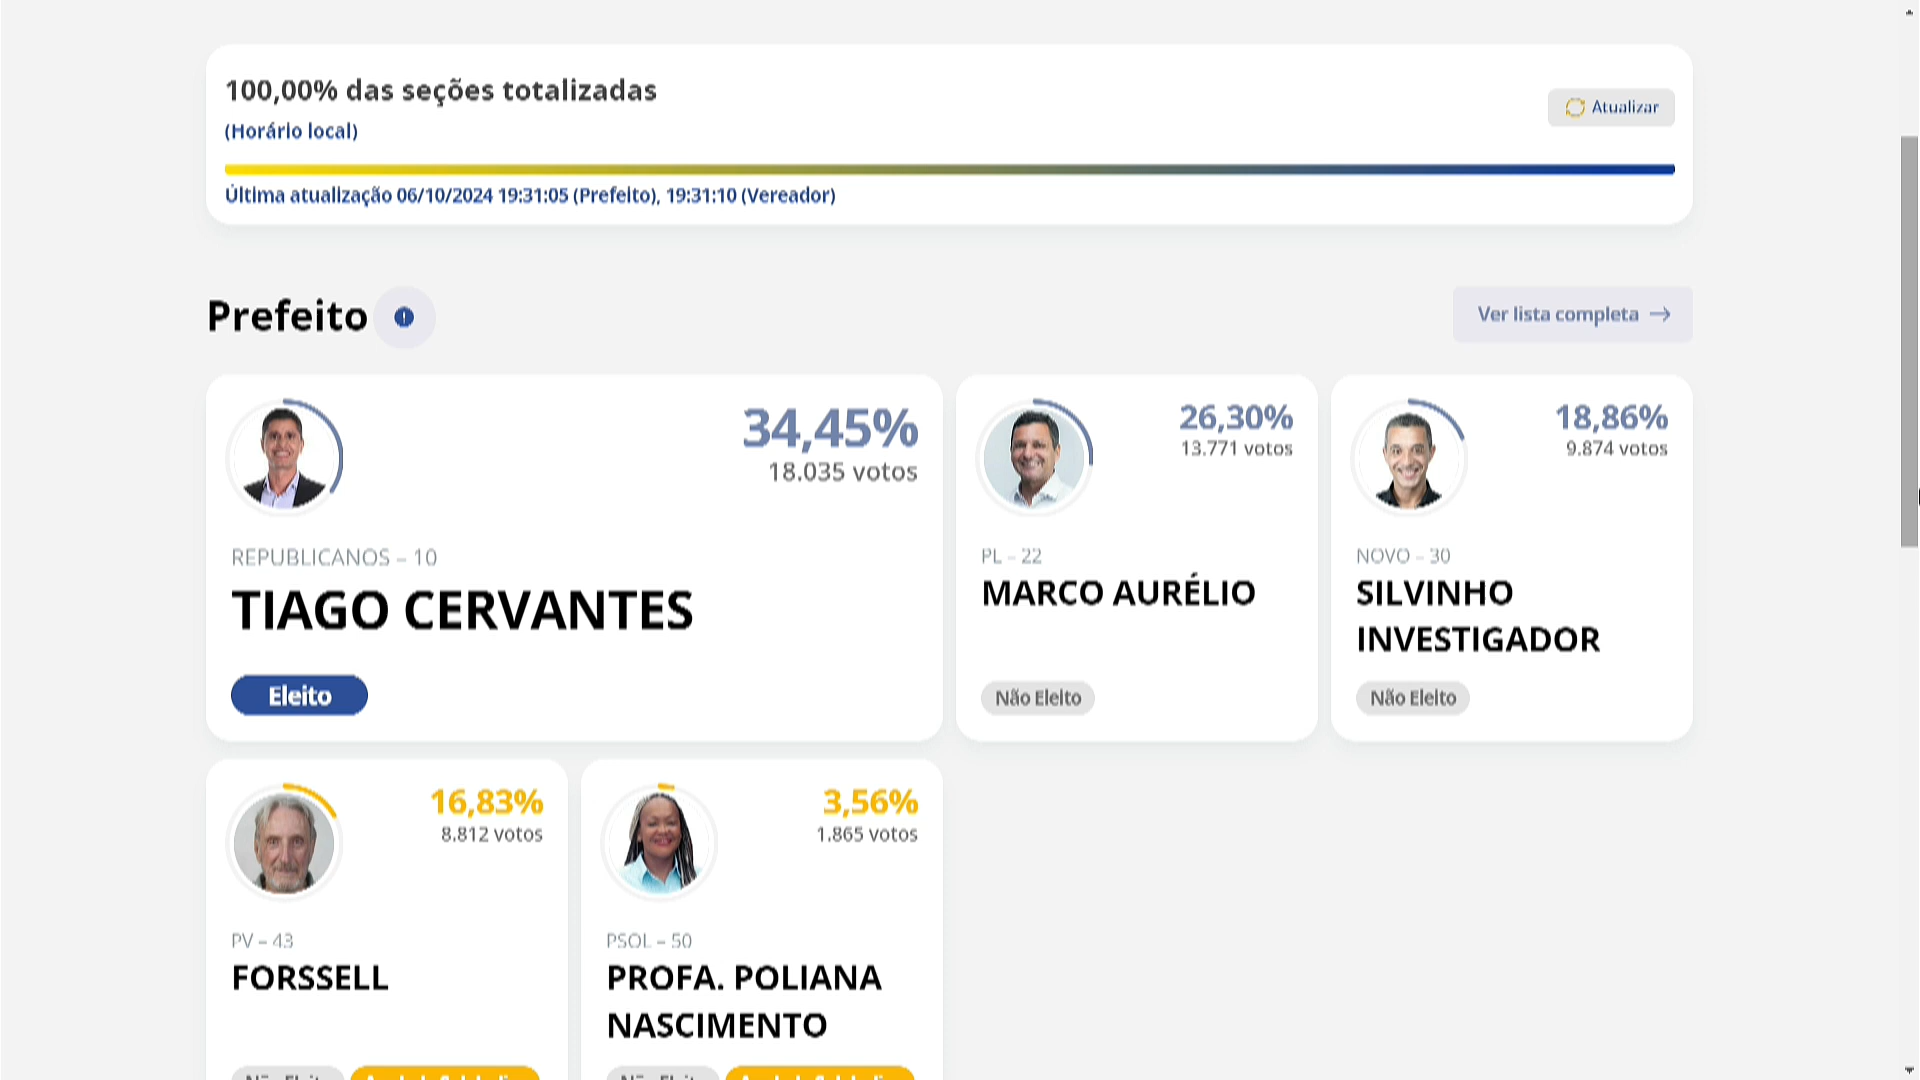 100,00% das seções totalizadas
(Horário local)
Atualizar
Última atualização 06/10/2024 19:31:05 (Prefeito), 19:31:10 (Vereador)
Prefeito
Ver lista completa
34,45%
18.035 votos
REPUBLICANOS – 10
TIAGO CERVANTES
Eleito
26,30%
13.771 votos
PL – 22
MARCO AURÉLIO
Não Eleito
18,86%
9.874 votos
NOVO – 30
SILVINHO
INVESTIGADOR
Não Eleito
16,83%
8.812 votos
PV – 43
FORSSELL
3,56%
1.865 votos
PSOL – 50
PROFA. POLIANA
NASCIMENTO